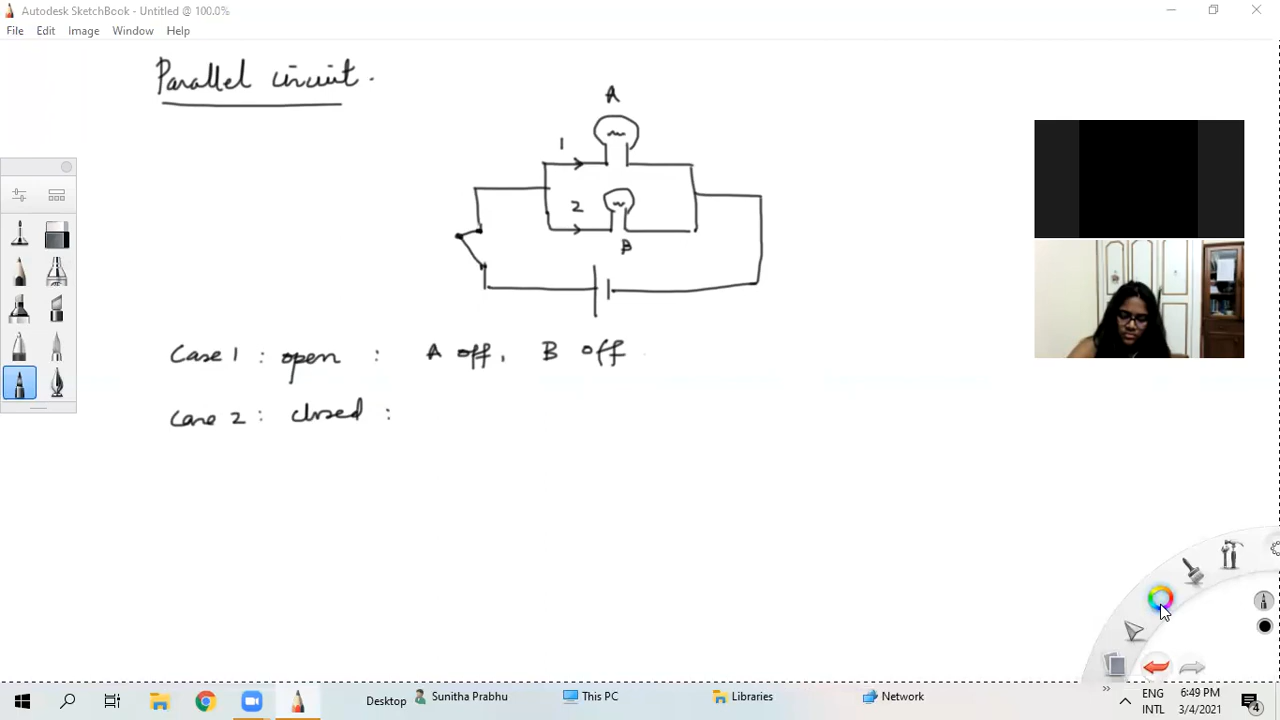 Autodesk SketchBook - Untitled @ 100.0%
File Edit Image Window Help
Parallel circuit.
A
1
2
B
Case 1 : open : A off, B off
Case 2 : closed :
Desktop Sunitha Prabhu This PC Libraries Network
ENG
INTL
6:49 PM
3/4/2021
4